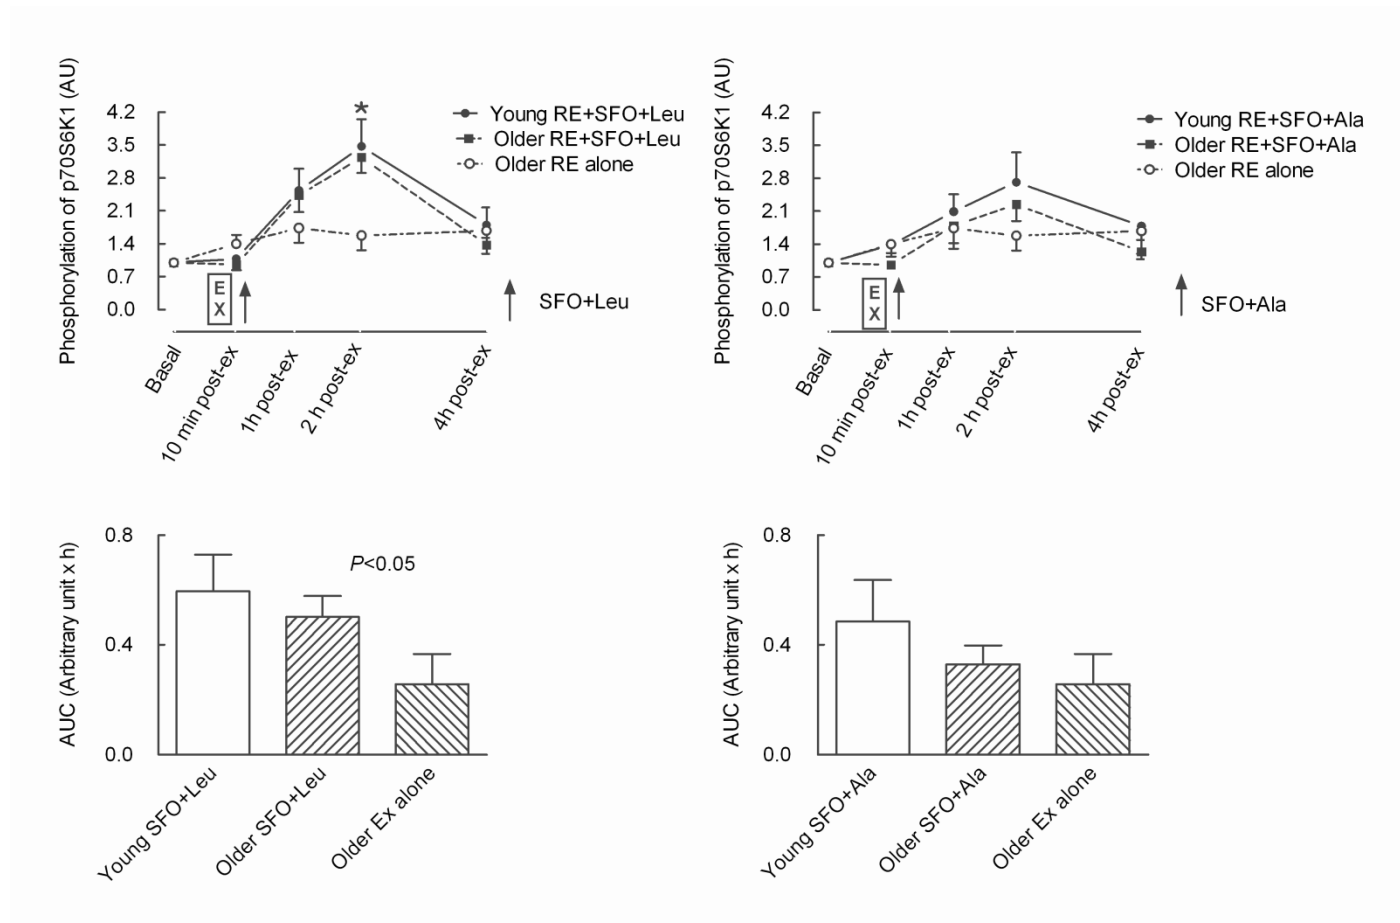 Phosphorylation of p70S6K1 (AU)
4.2
3.5
2.8
2.1
1.4
0.7
0.0
*
Young RE+SFO+Leu
Older RE+SFO+Leu
Older RE alone
E
X
SFO+Leu
Basal
10 min post-ex
1h post-ex
2 h post-ex
4h post-ex
Phosphorylation of p70S6K1 (AU)
4.2
3.5
2.8
2.1
1.4
0.7
0.0
Young RE+SFO+Ala
Older RE+SFO+Ala
Older RE alone
E
X
SFO+Ala
Basal
10 min post-ex
1h post-ex
2 h post-ex
4h post-ex
AUC (Arbitrary unit x h)
0.8
0.4
0.0
P<0.05
Young SFO+Leu
Older SFO+Leu
Older Ex alone
AUC (Arbitrary unit x h)
0.8
0.4
0.0
Young SFO+Ala
Older SFO+Ala
Older Ex alone